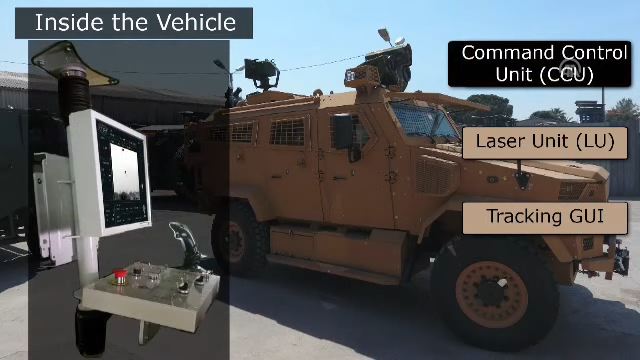 Inside the Vehicle
Command Control
Unit (CCU)
Laser Unit (LU)
Tracking GUI